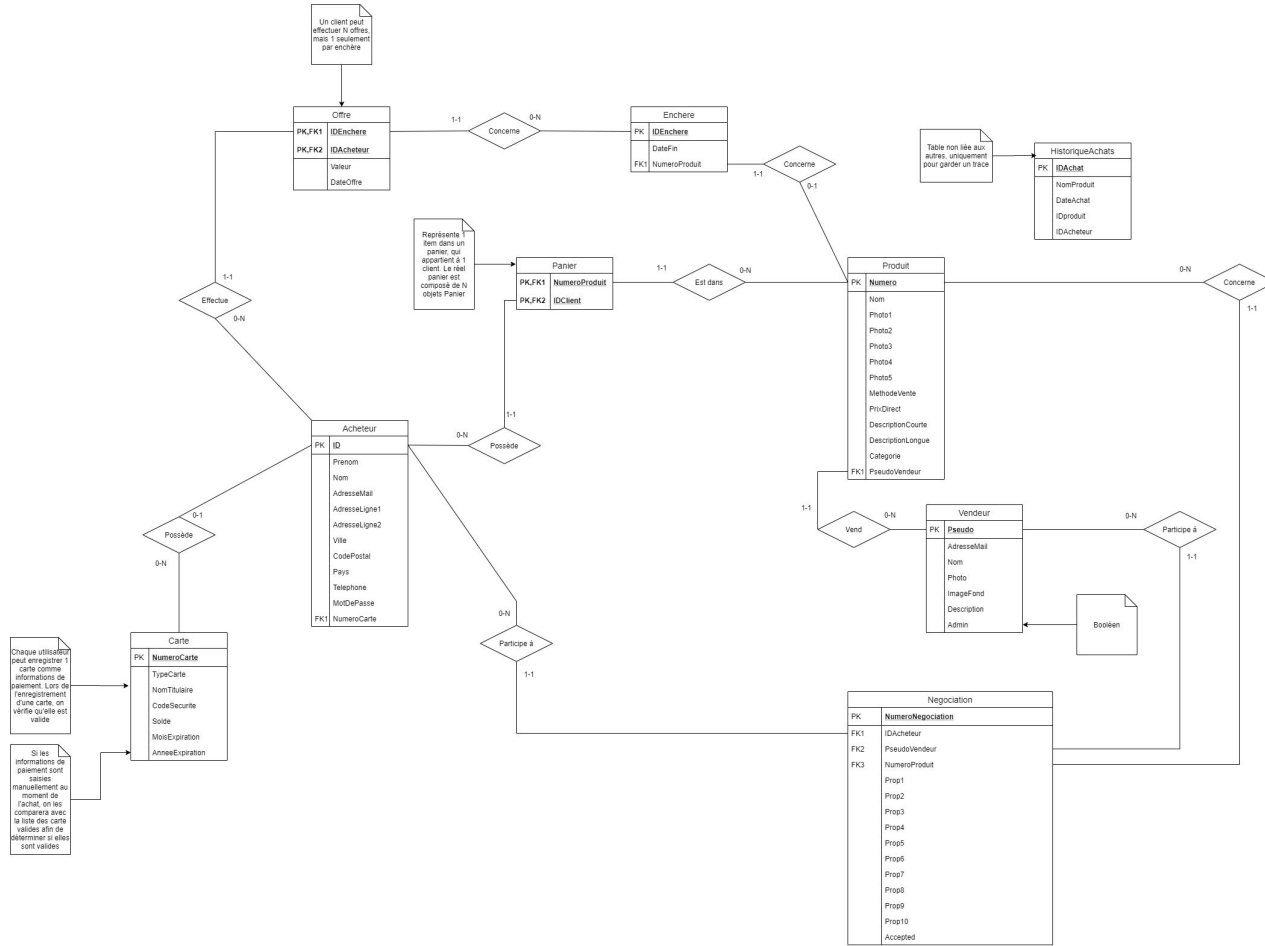 Un client peut
effectuer N offres,
mais 1 seulement
par enchère
Offre
PK,FK1 IDEnchere
PK,FK2 IDAcheteur
Valeur
DateOffre
1-1
Concerne
0-N
Enchere
PK IDEnchere
DateFin
FK1 NumeroProduit
1-1
Concerne
0-1
Table non liée aux
autres, uniquement
pour garder un trace
HistoriqueAchats
PK IDAchat
NomProduit
DateAchat
IDproduit
IDAcheteur
Représente 1
item dans un
panier, qui
appartient à 1
client. Le réel
panier est
composé de N
objets Panier
Panier
PK,FK1 NumeroProduit
PK,FK2 IDClient
1-1
Est dans
0-N
Produit
PK Numero
Nom
Photo1
Photo2
Photo3
Photo4
Photo5
MethodeVente
PrixDirect
DescriptionCourte
DescriptionLongue
Categorie
FK1 PseudoVendeur
0-N
Concerne
1-1
1-1
Effectue
0-N
Acheteur
PK ID
Prenom
Nom
AdresseMail
AdresseLigne1
AdresseLigne2
Ville
CodePostal
Pays
Telephone
MotDePasse
FK1 NumeroCarte
0-N
1-1
Possède
1-1
Vend
0-N
Vendeur
PK Pseudo
AdresseMail
Nom
Photo
ImageFond
Description
Admin
0-N
Participe à
1-1
Booléen
0-1
Possède
0-N
Carte
PK NumeroCarte
TypeCarte
NomTitulaire
CodeSecurite
Solde
MoisExpiration
AnneeExpiration
Chaque utilisateur
peut enregistrer 1
carte comme
informations de
paiement. Lors de
l'enregistrement
d'une carte, on
vérifie qu'elle est
valide
Si les
informations de
paiement sont
saisies
manuellement au
moment de
l'achat, on les
comparera avec
la liste des carte
valides afin de
déterminer si elles
sont valides
0-N
Participe à
1-1
Negociation
PK NumeroNegociation
FK1 IDAcheteur
FK2 PseudoVendeur
FK3 NumeroProduit
Prop1
Prop2
Prop3
Prop4
Prop5
Prop6
Prop7
Prop8
Prop9
Prop10
Accepted